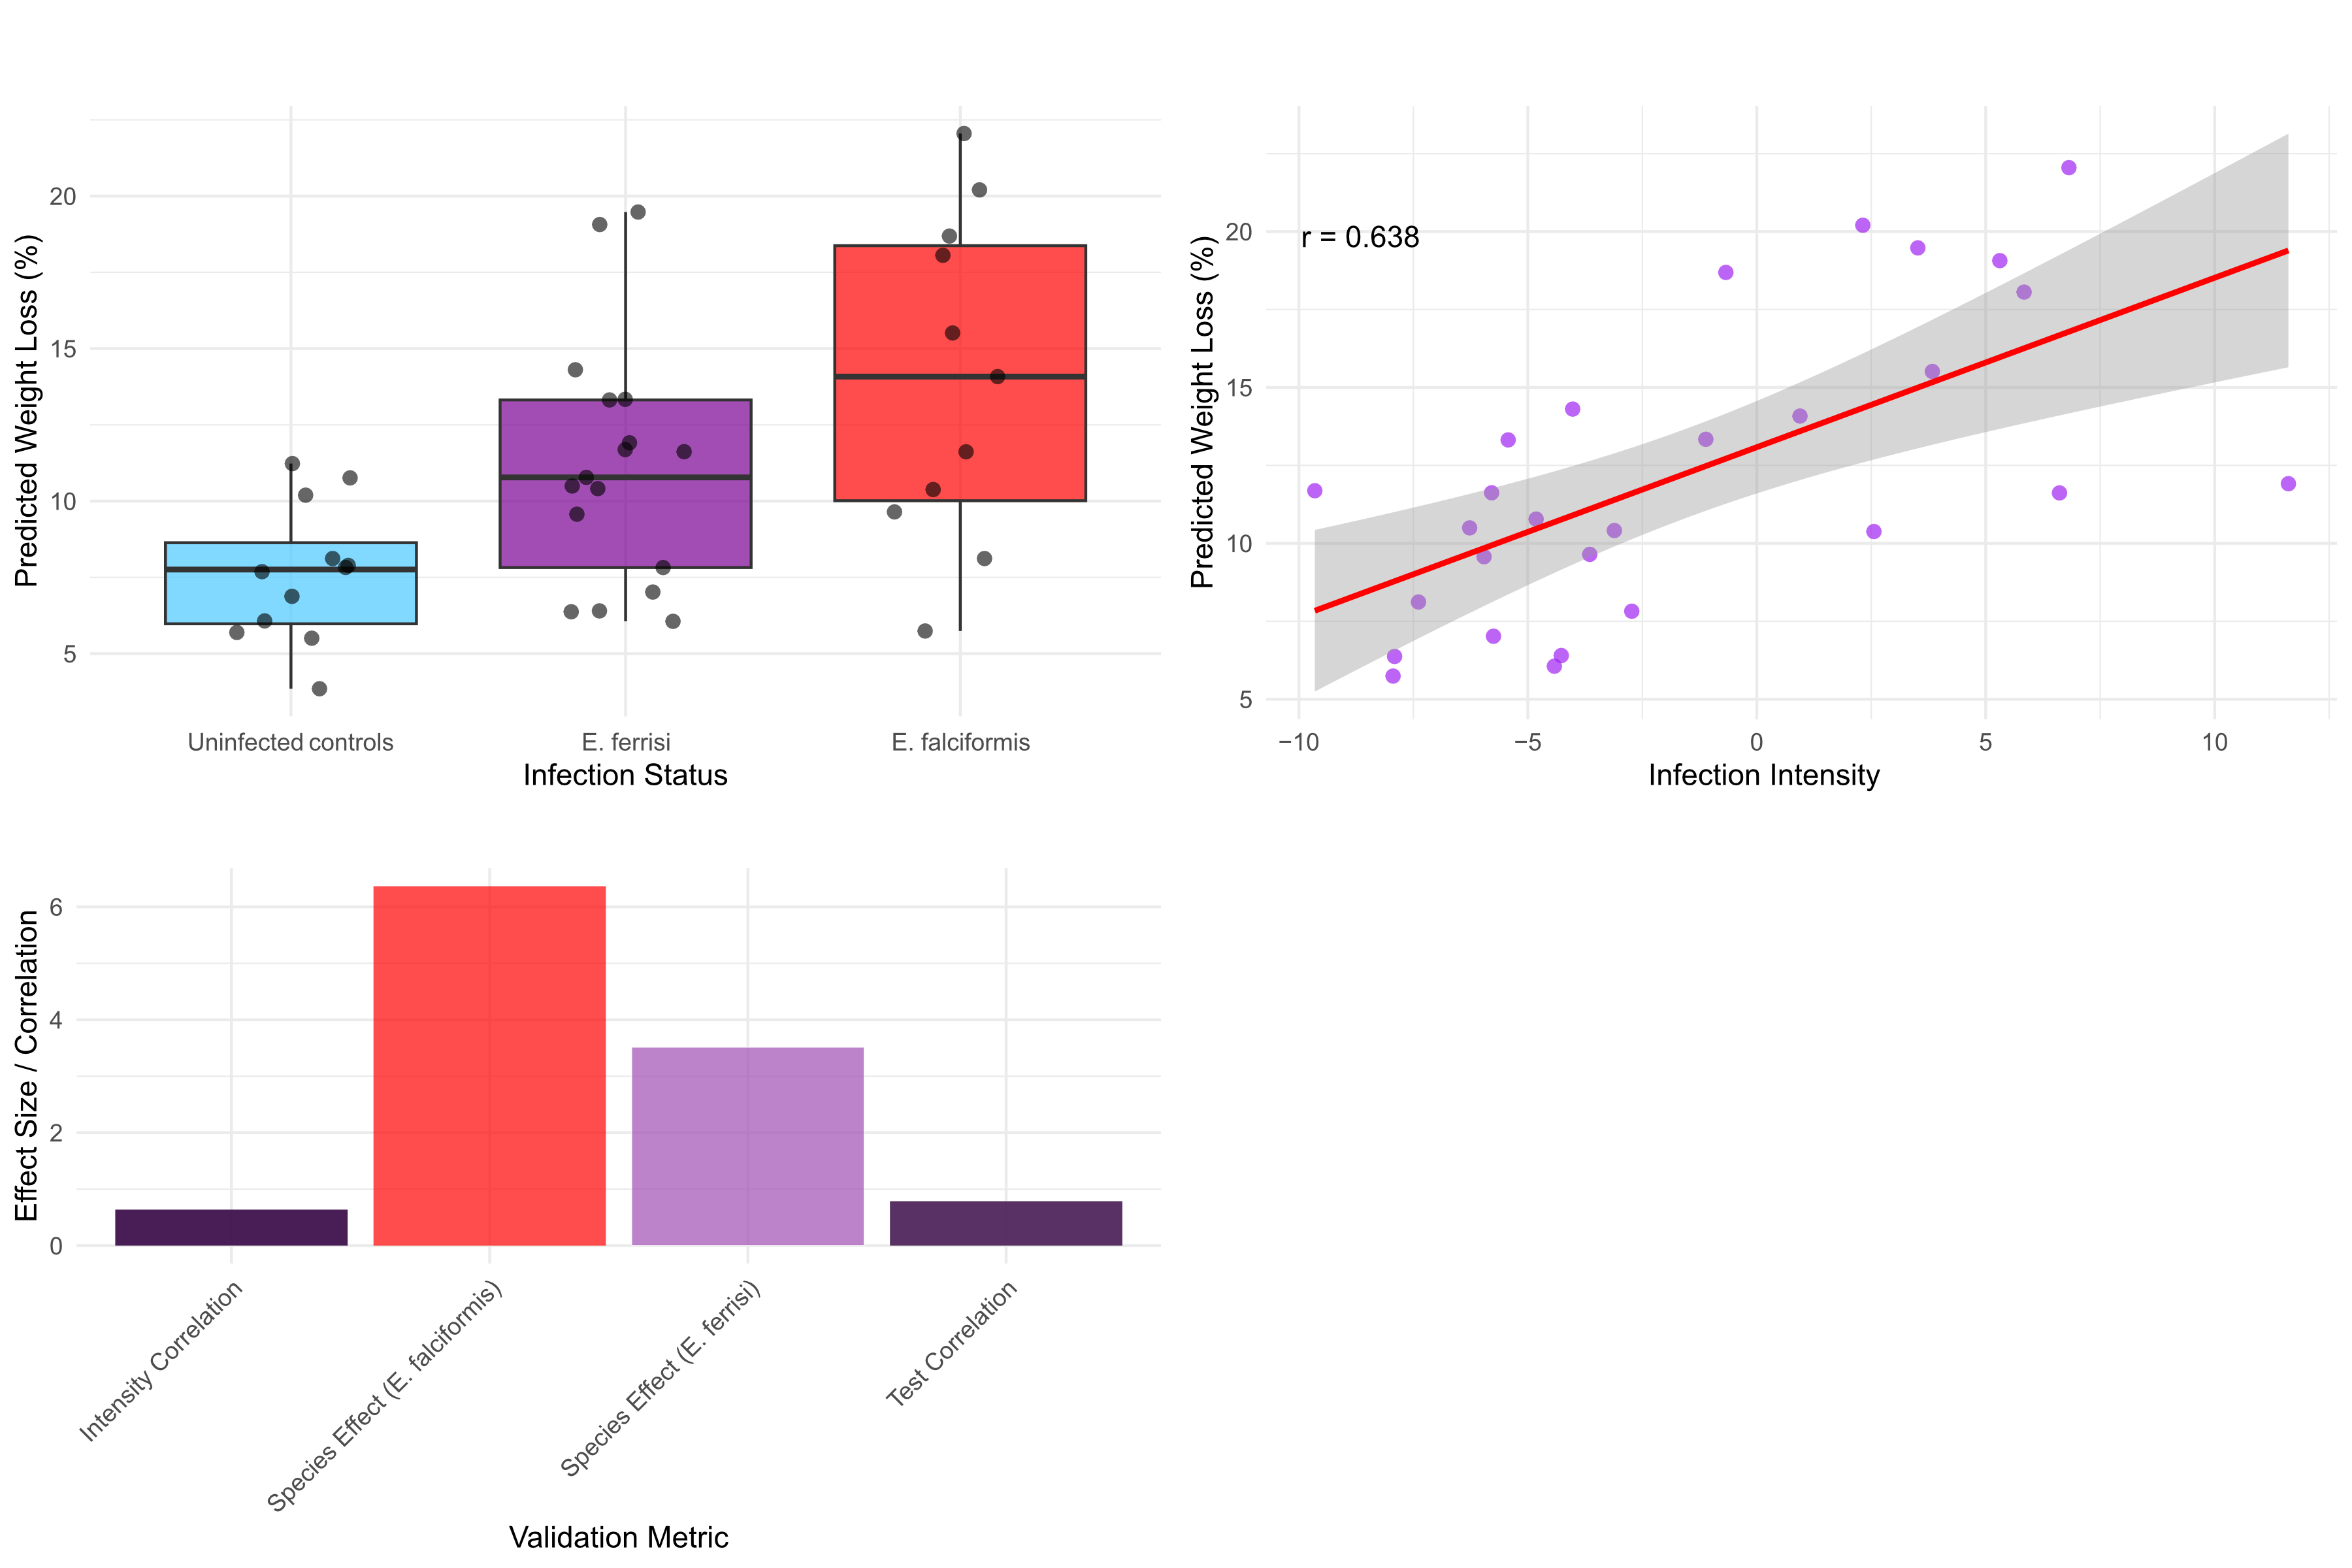 Predicted Weight Loss (%)
20
15
10
5
Uninfected controls
E. ferrisi
E. falciformis
Infection Status
Predicted Weight Loss (%)
20
15
10
5
r = 0.638
−10
−5
0
5
10
Infection Intensity
Effect Size / Correlation
6
4
2
0
Intensity Correlation
Species Effect (E. falciformis)
Species Effect (E. ferrisi)
Test Correlation
Validation Metric